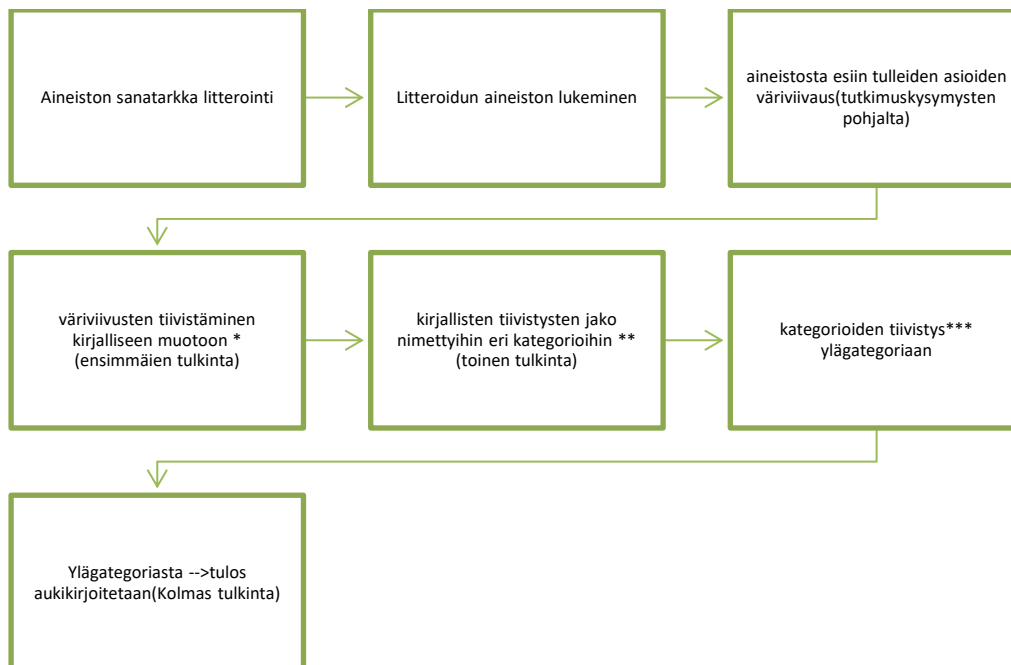 Aineiston sanatarkka litterointi
Litteroidun aineiston lukeminen
aineistosta esiin tulleiden asioiden
väriviivaus(tutkimuskysymysten
pohjalta)
väriviivusten tiivistäminen
kirjalliseen muotoon *
(ensimmäien tulkinta)
kirjallisten tiivistysten jako
nimettyihin eri kategorioihin **
(toinen tulkinta)
kategorioiden tiivistys***
ylägategoriaan
Ylägategoriasta -->tulos
aukikirjoitetaan(Kolmas tulkinta)